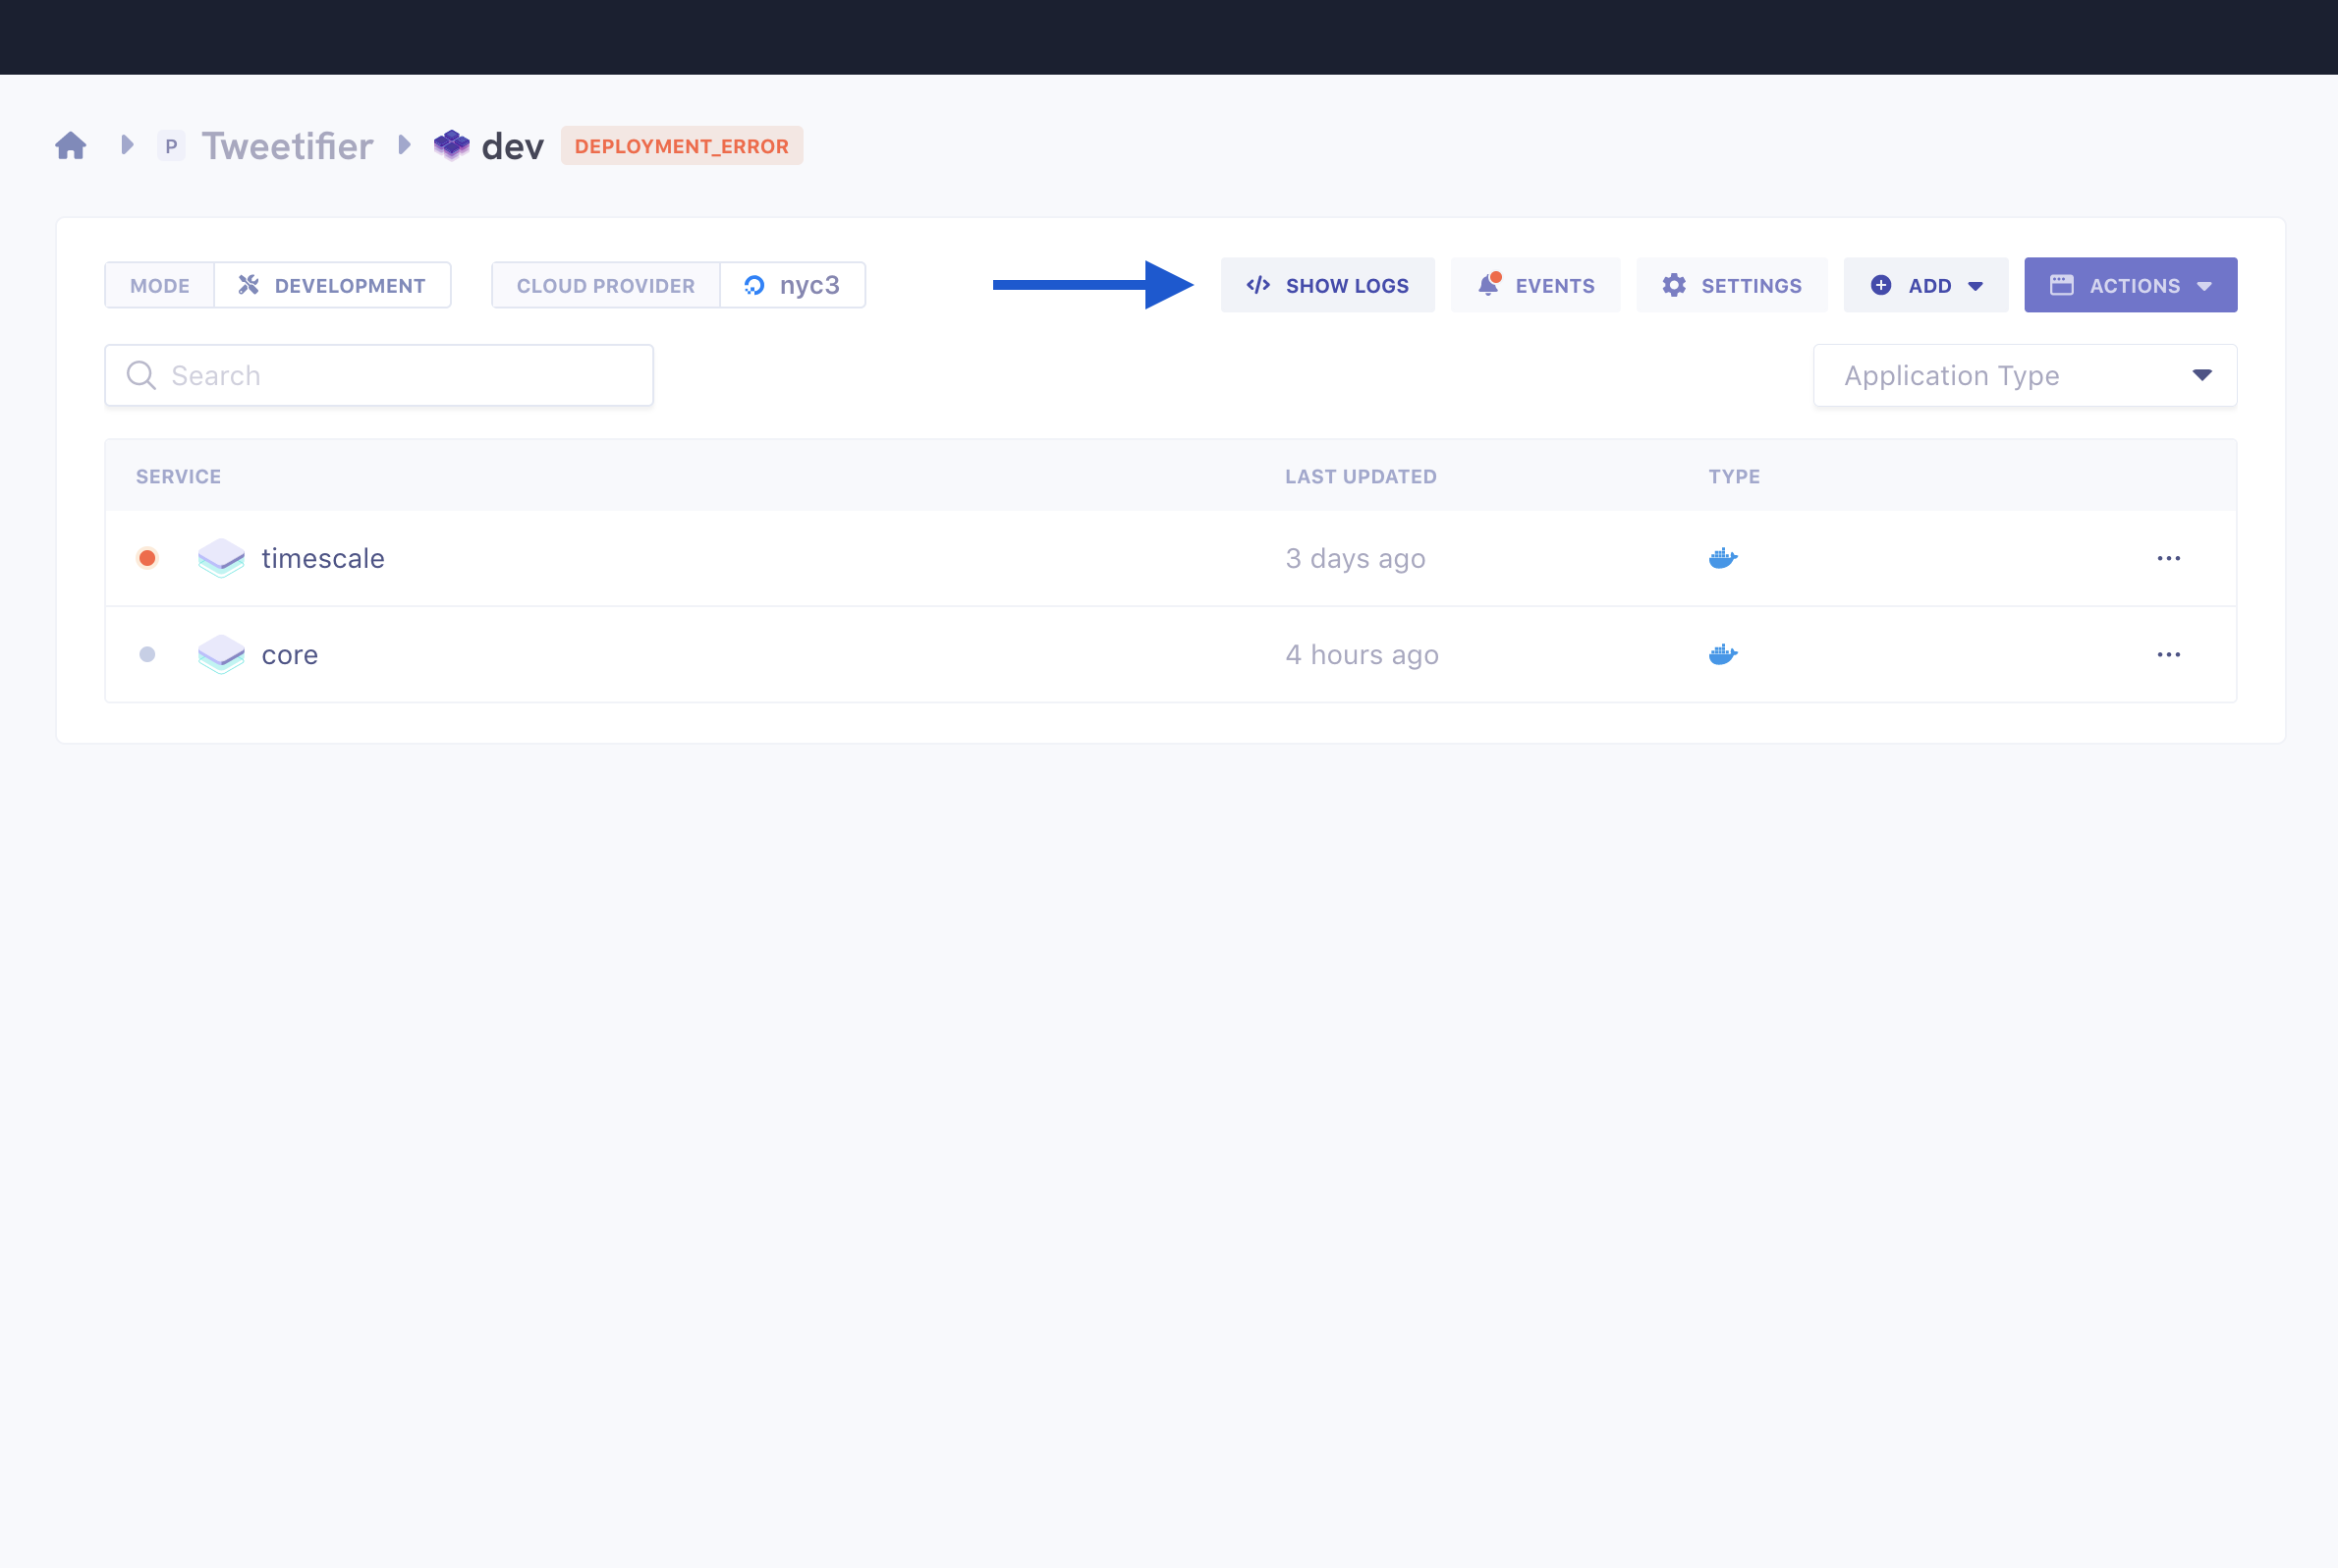 P Tweetifier dev DEPLOYMENT_ERROR
MODE DEVELOPMENT CLOUD PROVIDER nyc3 SHOW LOGS EVENTS SETTINGS ADD ACTIONS
Search Application Type
SERVICE LAST UPDATED TYPE
timescale 3 days ago
core 4 hours ago